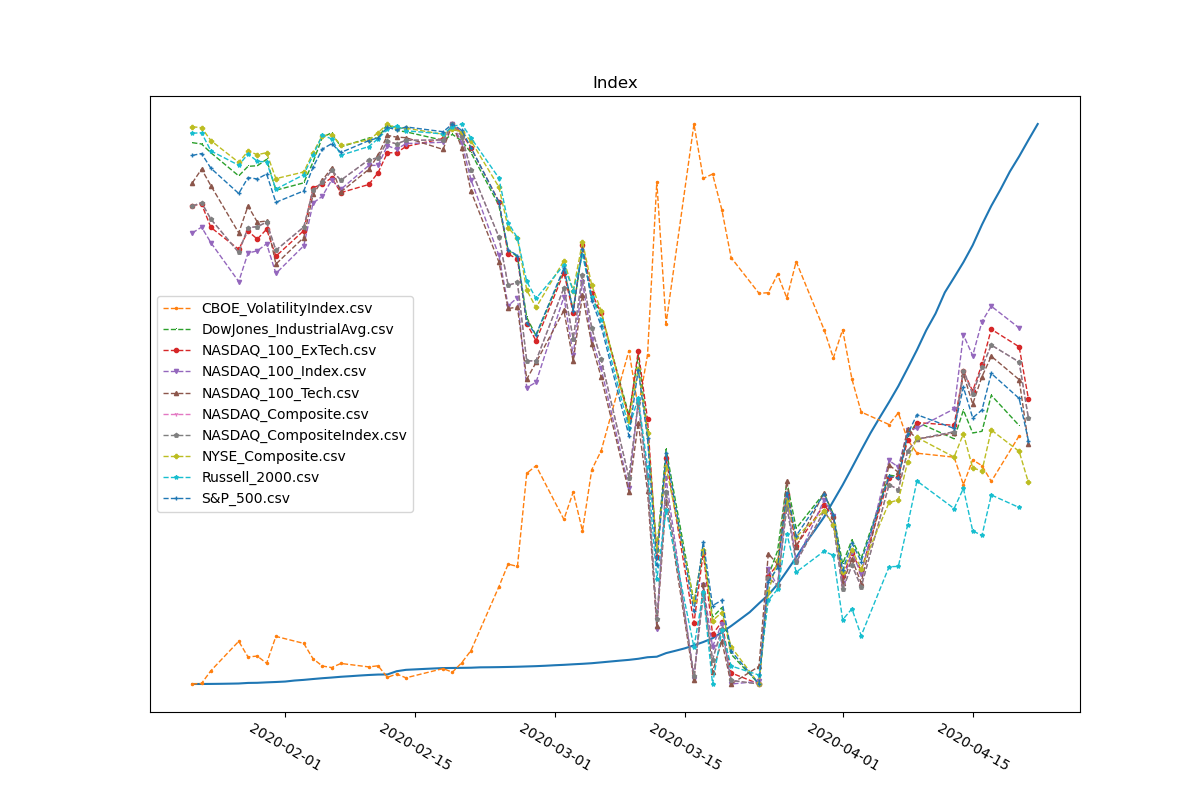 Index
CBOE_VolatilityIndex.csv
DowJones_IndustrialAvg.csv
NASDAQ_100_ExTech.csv
NASDAQ_100_Index.csv
NASDAQ_100_Tech.csv
NASDAQ_Composite.csv
NASDAQ_CompositeIndex.csv
NYSE_Composite.csv
Russell_2000.csv
S&P_500.csv
2020-02-01
2020-02-15
2020-03-01
2020-03-15
2020-04-01
2020-04-15